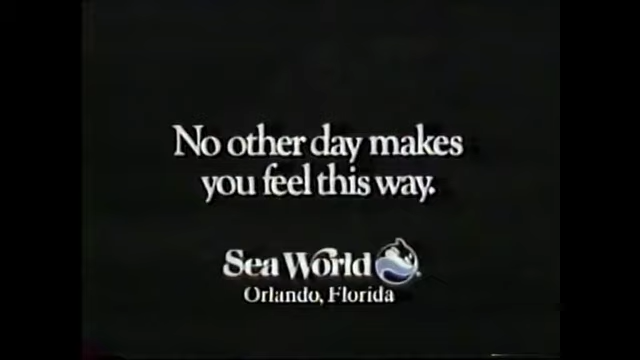 No other day makes
you feel this way.
Sea World
Orlando, Florida